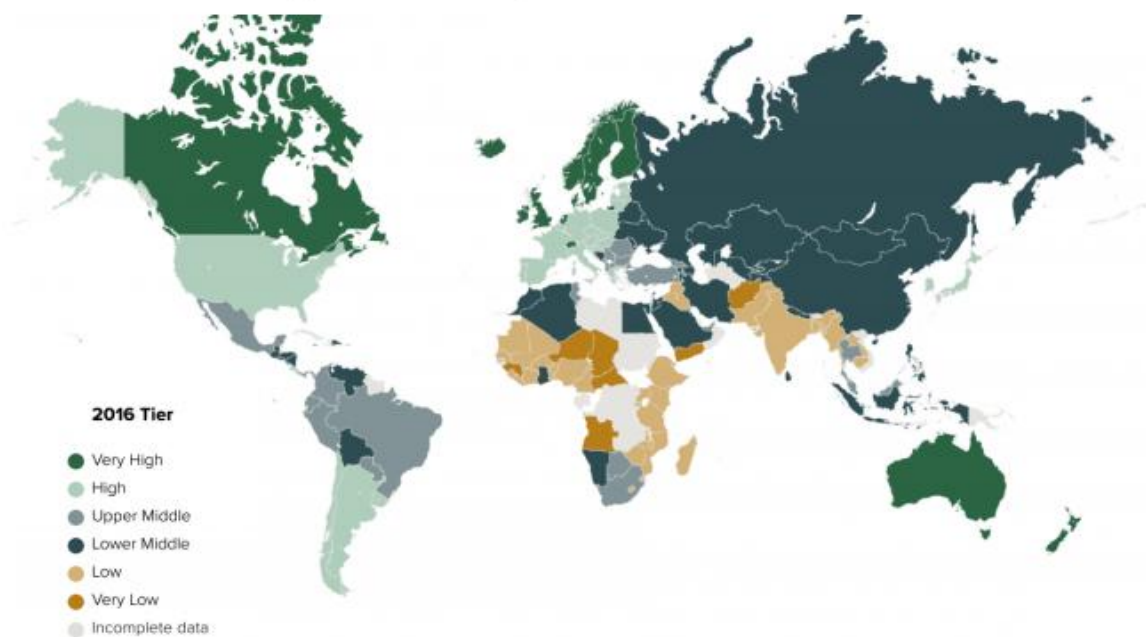 2016 Tier
Very High
High
Upper Middle
Lower Middle
Low
Very Low
Incomplete data